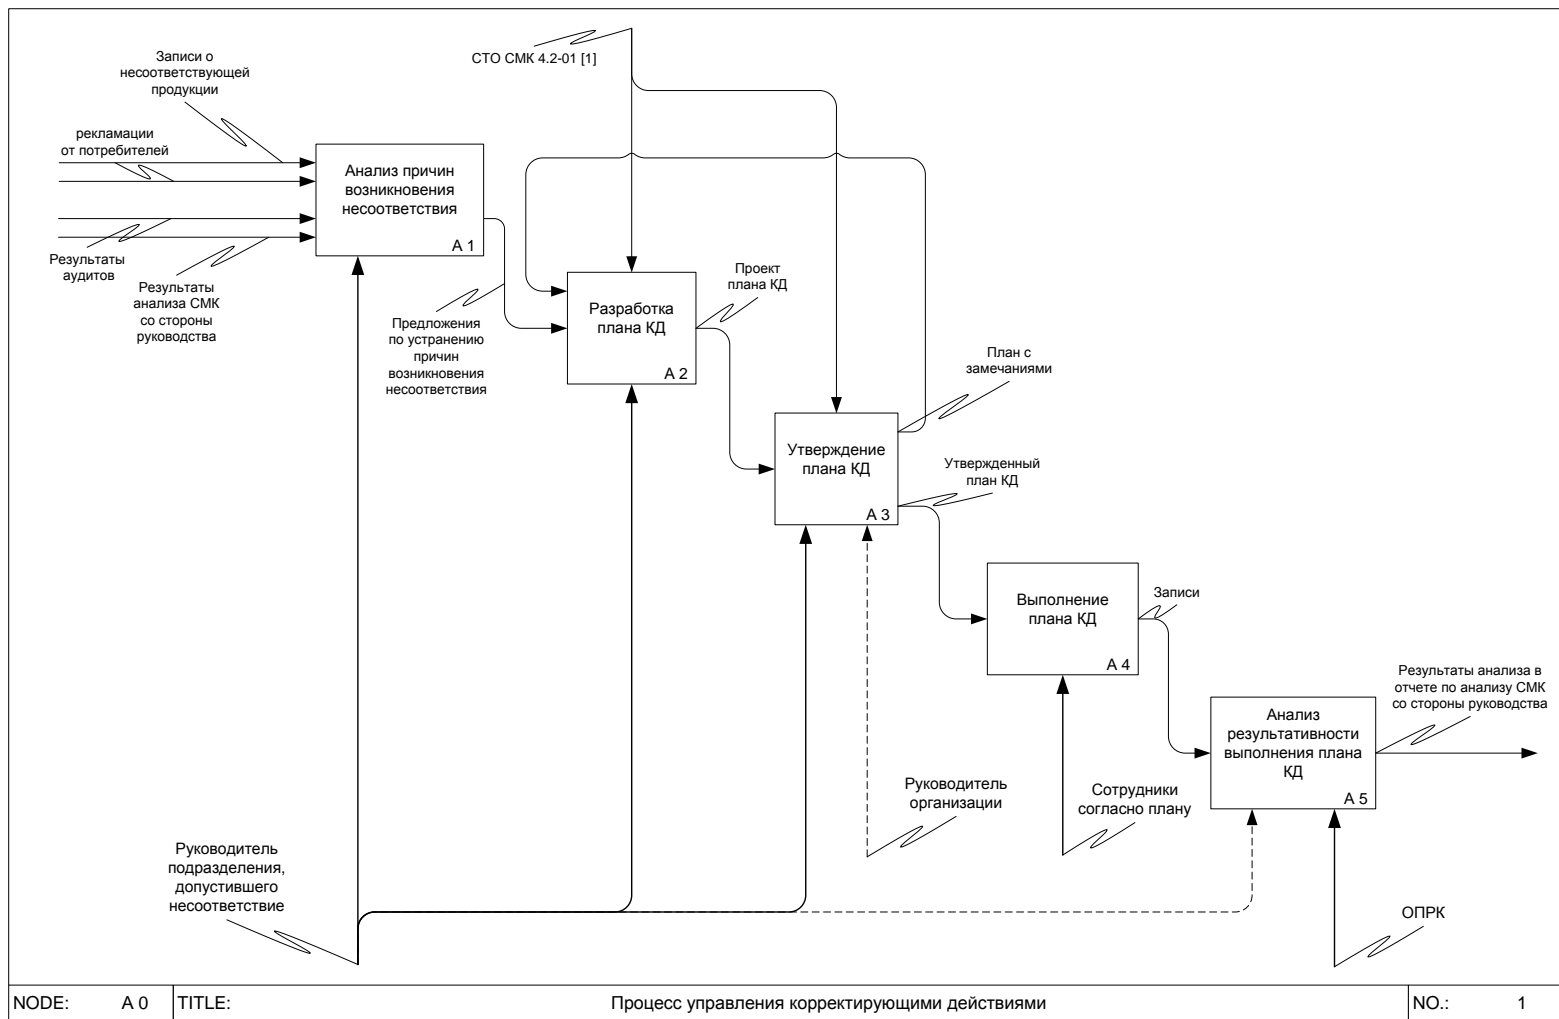 СТО СМК 4.2-01 [1]
Записи о
несоответствующей
продукции
рекламации
от потребителей
Результаты
аудитов
Результаты
анализа СМК
со стороны
руководства
Анализ причин
возникновения
несоответствия
А 1
Предложения
по устранению
причин
возникновения
несоответствия
Разработка
плана КД
А 2
Проект
плана КД
План с
замечаниями
Утверждение
плана КД
А 3
Утвержденный
план КД
Выполнение
плана КД
А 4
Записи
Результаты анализа в
отчете по анализу СМК
со стороны руководства
Анализ
результативности
выполнения плана
КД
А 5
Руководитель
организации
Сотрудники
согласно плану
Руководитель
подразделения,
допустившего
несоответствие
ОПРК
NODE: А 0 TITLE: Процесс управления корректирующими действиями NO.: 1